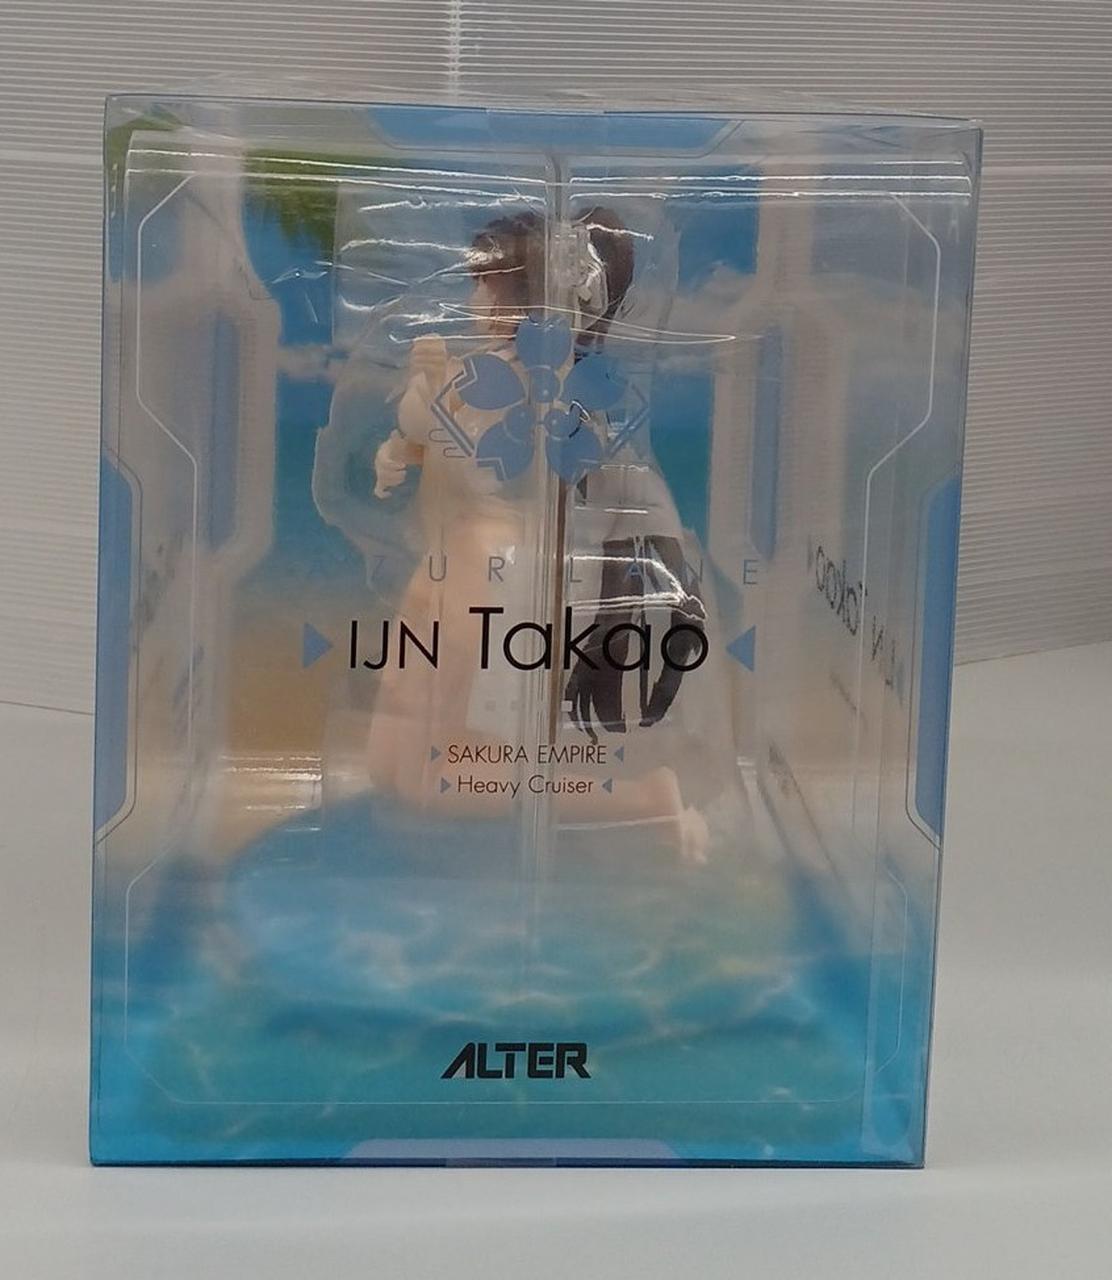 AZUR LANE
IJN Takao
SAKURA EMPIRE
Heavy Cruiser
ALTER